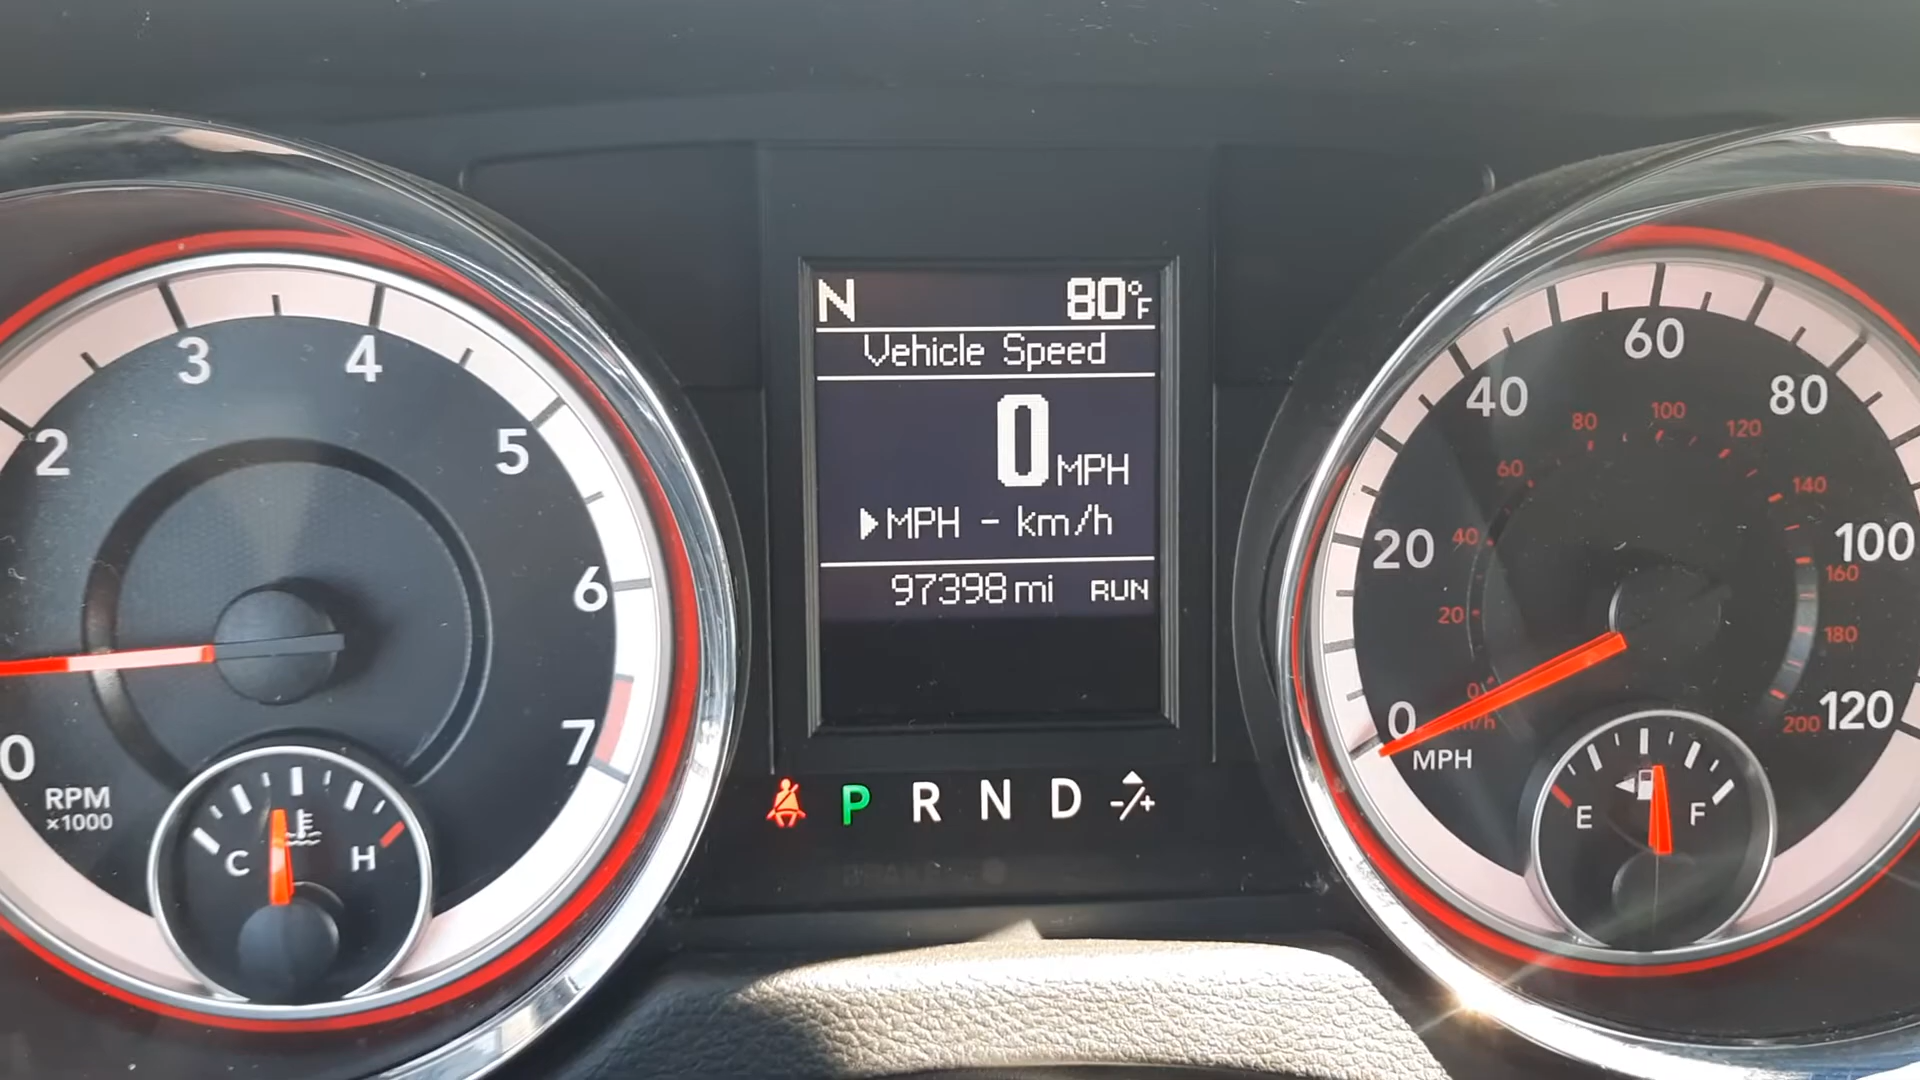 N 80°F
Vehicle Speed
0 MPH
MPH - km/h
97398 mi RUN
P R N D -/+
0 2 3 4 5 6 7
RPM
×1000
C H
0 20 40 60 80 100 120
MPH
0 20 40 60 80 100 120 140 160 180 200
km/h
E F